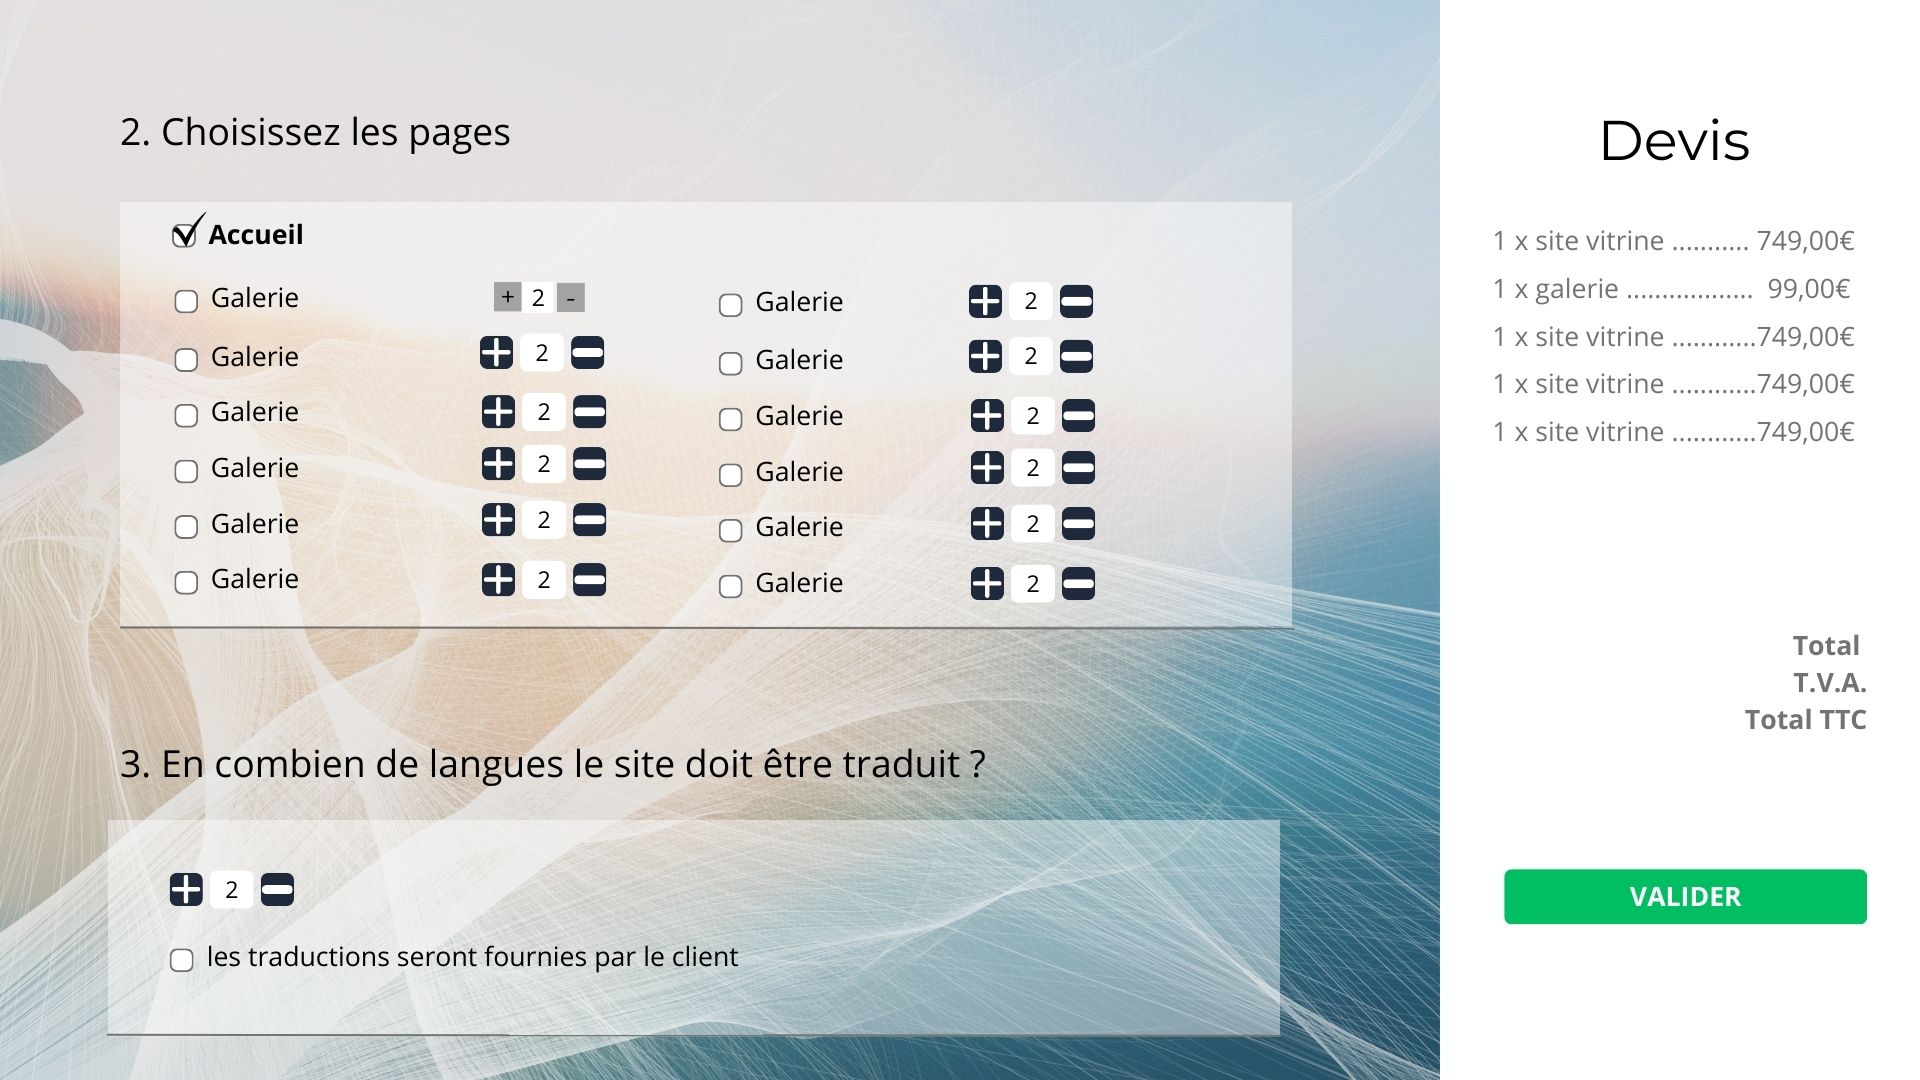 2. Choisissez les pages
Accueil
Galerie + 2 -
Galerie 2
Galerie 2
Galerie 2
Galerie 2
Galerie 2
Galerie 2
Galerie 2
Galerie 2
Galerie 2
Galerie 2
Galerie 2
3. En combien de langues le site doit être traduit ?
2
les traductions seront fournies par le client
Devis
1 x site vitrine ........... 749,00€
1 x galerie .................. 99,00€
1 x site vitrine ............749,00€
1 x site vitrine ............749,00€
1 x site vitrine ............749,00€
Total
T.V.A.
Total TTC
VALIDER